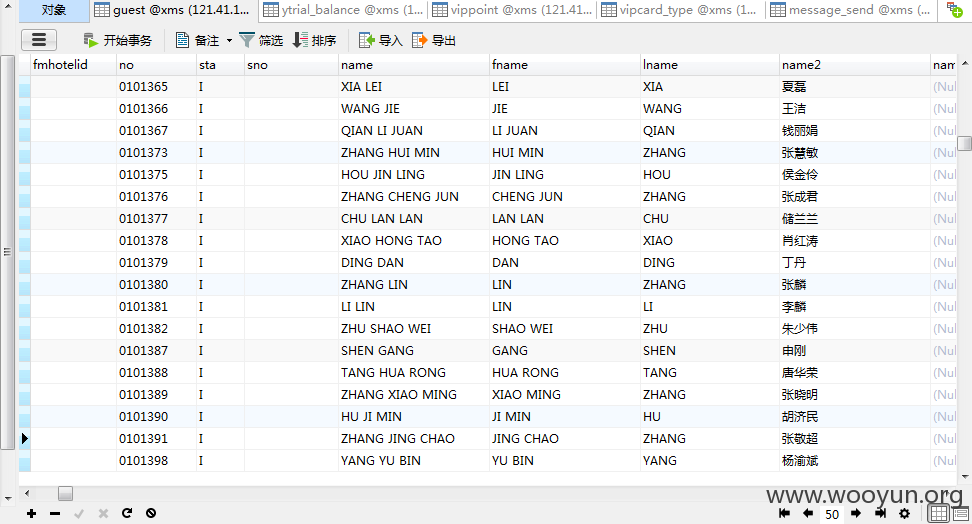 对象 guest @xms (121.41.1... ytrial_balance @xms (1... vippoint @xms (121.41... vipcard_type @xms (1... message_send @xms (...
开始事务 备注 筛选 排序 导入 导出
fmhotelid no sta sno name fname lname name2 nam
0101365 I XIA LEI LEI XIA 夏磊 (Nul
0101366 I WANG JIE JIE WANG 王洁 (Nul
0101367 I QIAN LI JUAN LI JUAN QIAN 钱丽娟 (Nul
0101373 I ZHANG HUI MIN HUI MIN ZHANG 张慧敏 (Nul
0101375 I HOU JIN LING JIN LING HOU 侯金伶 (Nul
0101376 I ZHANG CHENG JUN CHENG JUN ZHANG 张成君 (Nul
0101377 I CHU LAN LAN LAN LAN CHU 储兰兰 (Nul
0101378 I XIAO HONG TAO HONG TAO XIAO 肖红涛 (Nul
0101379 I DING DAN DAN DING 丁丹 (Nul
0101380 I ZHANG LIN LIN ZHANG 张麟 (Nul
0101381 I LI LIN LIN LI 李麟 (Nul
0101382 I ZHU SHAO WEI SHAO WEI ZHU 朱少伟 (Nul
0101387 I SHEN GANG GANG SHEN 申刚 (Nul
0101388 I TANG HUA RONG HUA RONG TANG 唐华荣 (Nul
0101389 I ZHANG XIAO MING XIAO MING ZHANG 张晓明 (Nul
0101390 I HU JI MIN JI MIN HU 胡济民 (Nul
0101391 I ZHANG JING CHAO JING CHAO ZHANG 张敬超 (Nul
0101398 I YANG YU BIN YU BIN YANG 杨渝斌 (Nul
www.wooyun.org
50